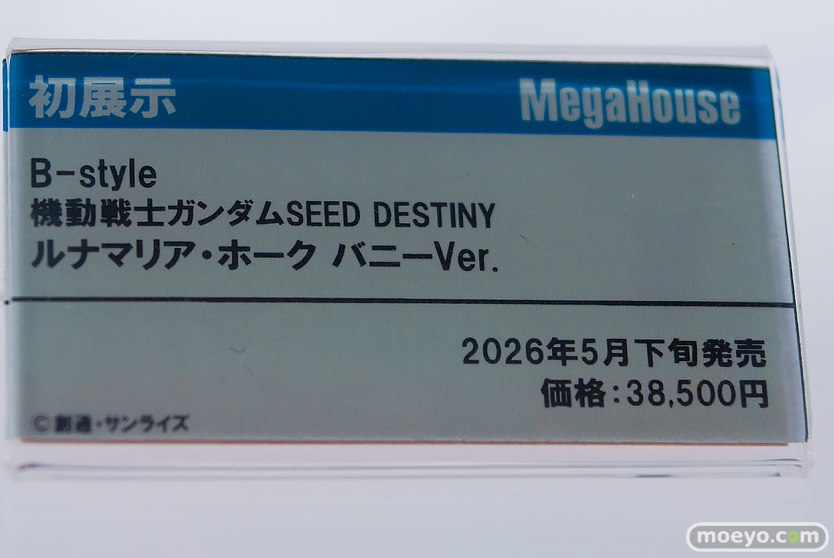 初展示
MegaHouse
B-style
機動戦士ガンダムSEED DESTINY
ルナマリア・ホーク バニーVer.
2026年5月下旬発売
価格：38,500円
©創通・サンライズ
moeyo.com